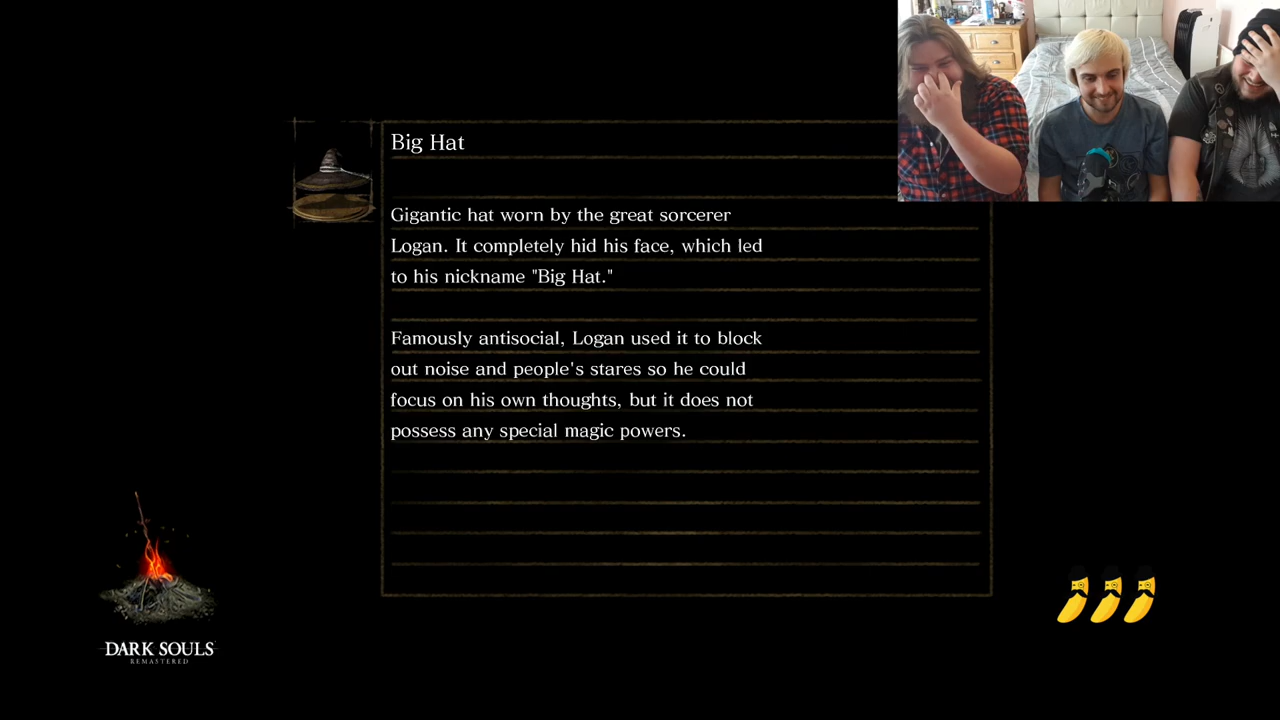 Big Hat
Gigantic hat worn by the great sorcerer
Logan. It completely hid his face, which led
to his nickname "Big Hat."
Famously antisocial, Logan used it to block
out noise and people's stares so he could
focus on his own thoughts, but it does not
possess any special magic powers.
DARK SOULS
REMASTERED